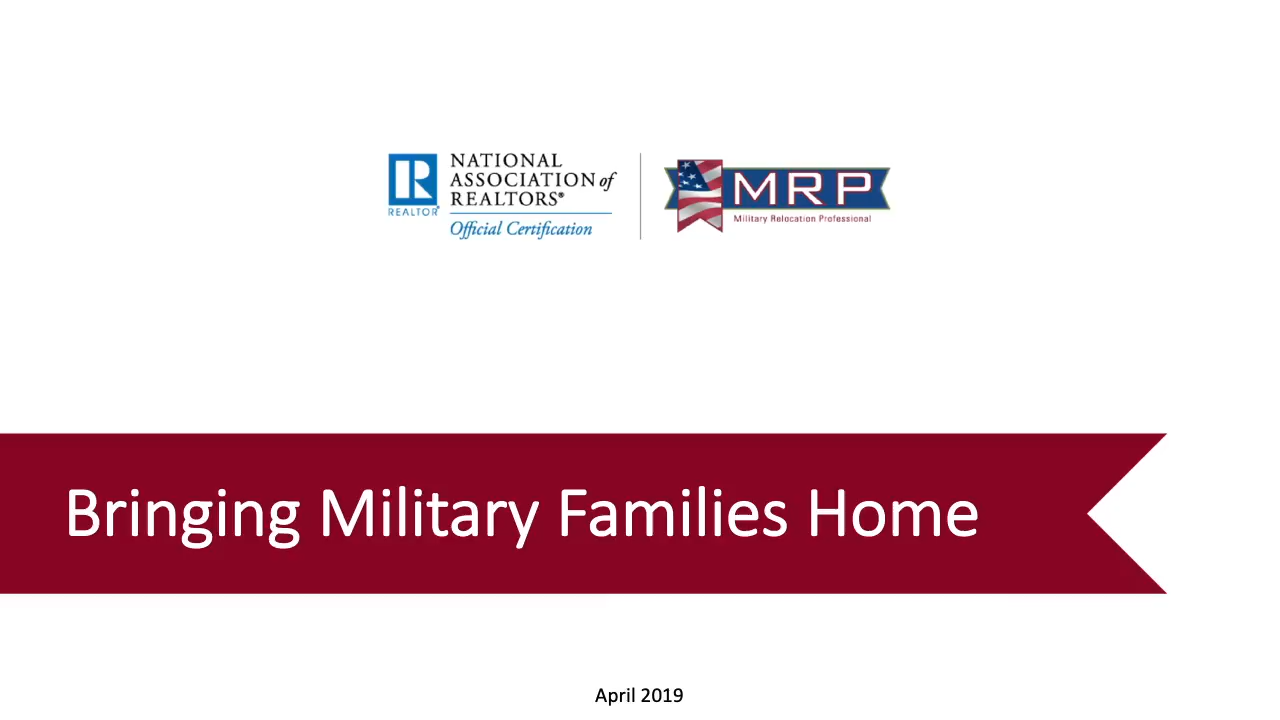 NATIONAL
ASSOCIATION of
REALTORS®
REALTOR®
Official Certification
MRP
Military Relocation Professional
Bringing Military Families Home
April 2019